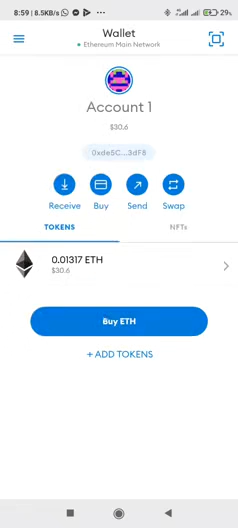 8:59 | 8.5KB/s 29%
Wallet
Ethereum Main Network
Account 1
$30.6
0xde5C...3dF8
Receive Buy Send Swap
TOKENS NFTs
0.01317 ETH
$30.6
Buy ETH
+ ADD TOKENS